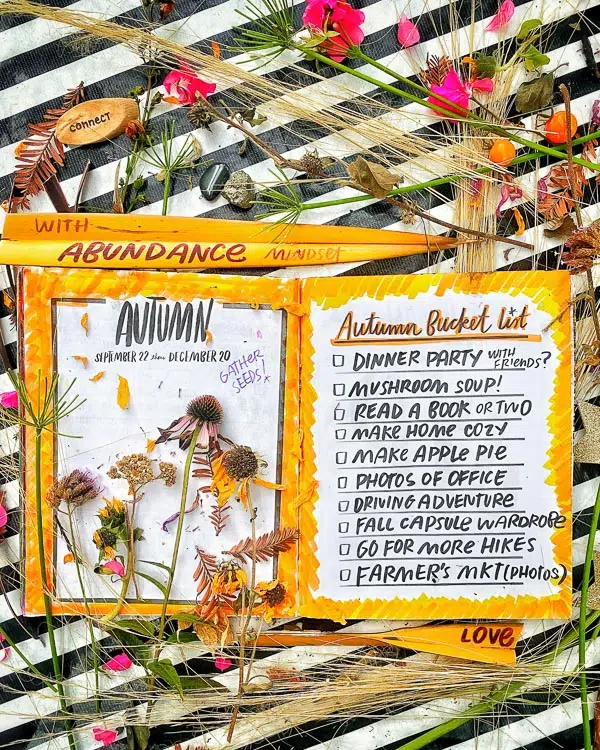 connect
WITH
ABUNDANCE MINDSET
AUTUMN
SEPTEMBER 22 thru DECEMBER 20
GATHER
SEEDS!
Autumn Bucket list
DINNER PARTY WITH FRIENDS?
MUSHROOM SOUP!
READ A BOOK OR TWO
MAKE HOME COZY
MAKE APPLE PIE
PHOTOS OF OFFICE
DRIVING ADVENTURE
FALL CAPSULE WARDROBE
GO FOR MORE HIKES
FARMER'S MKT (PHOTOS)
LOVE